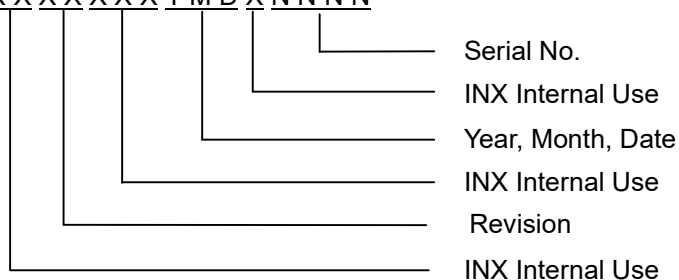 X X X X X X X Y M D X N N N N
Serial No.
INX Internal Use
Year, Month, Date
INX Internal Use
Revision
INX Internal Use